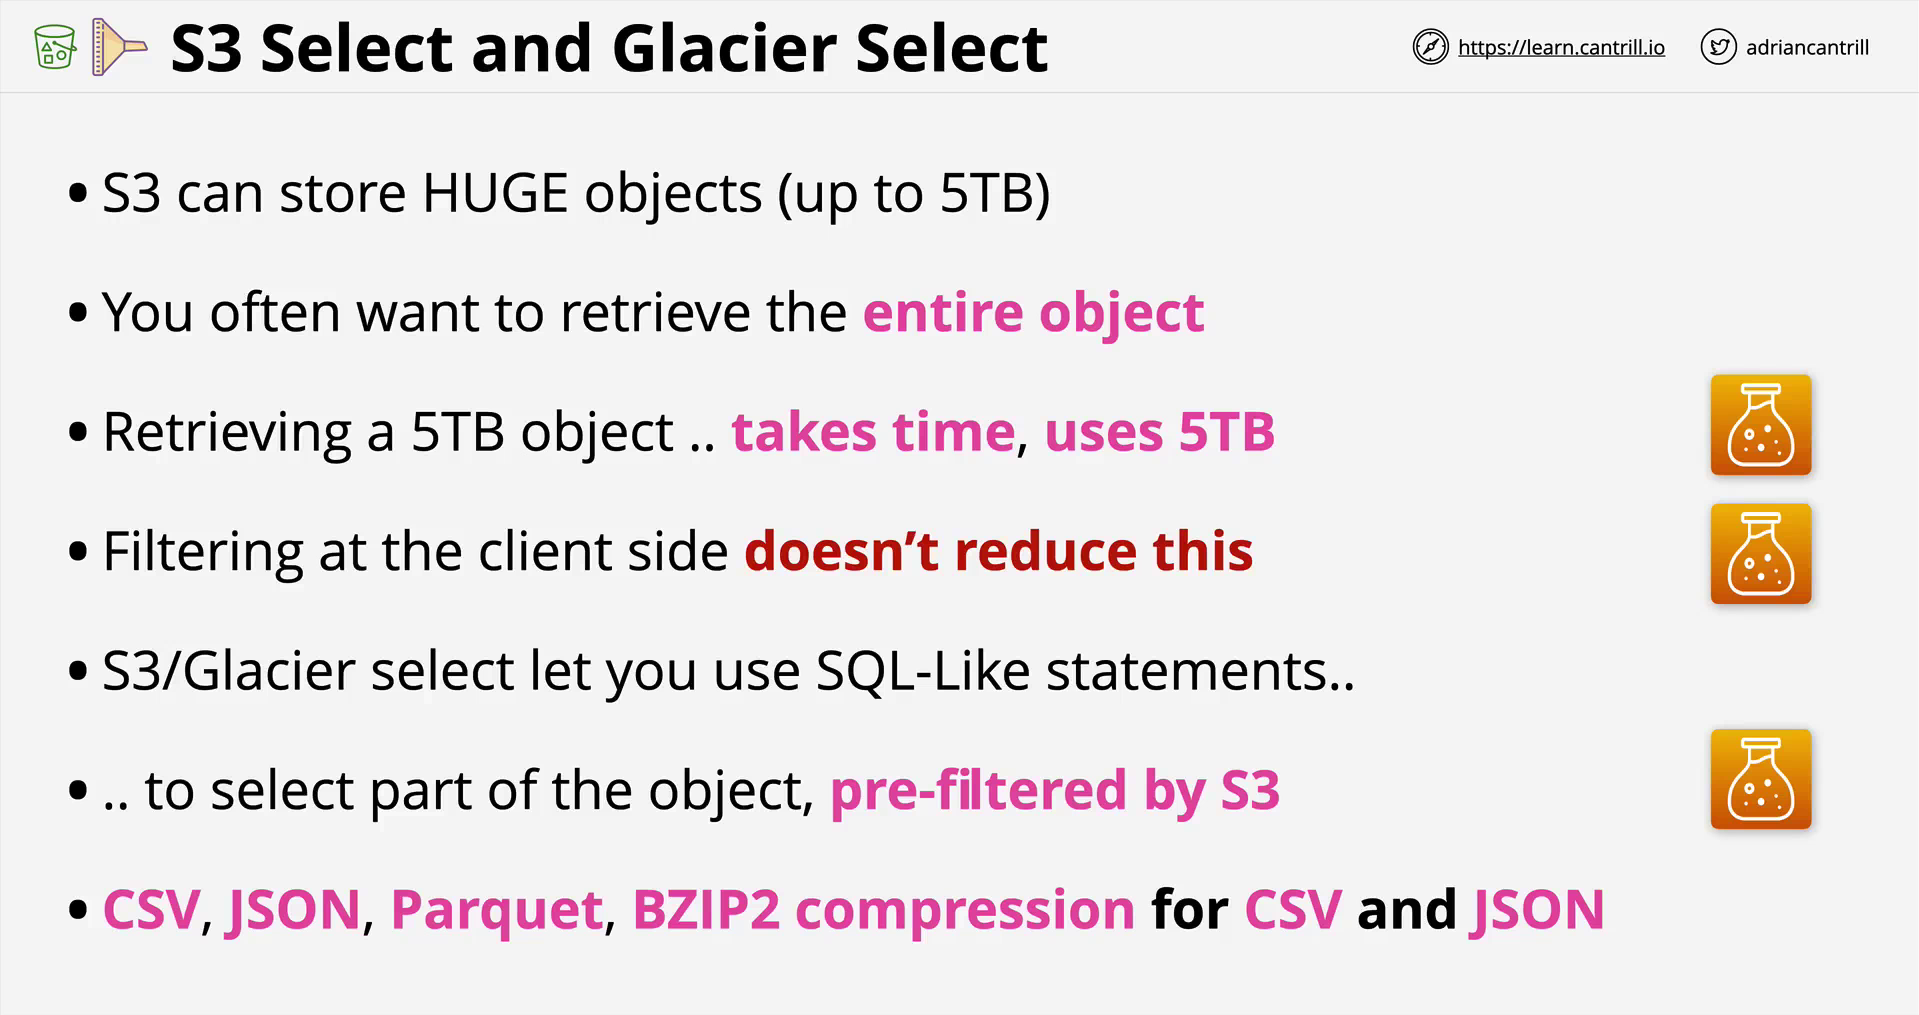 S3 Select and Glacier Select
https://learn.cantrill.io
adriancantrill
• S3 can store HUGE objects (up to 5TB)
• You often want to retrieve the entire object
• Retrieving a 5TB object .. takes time, uses 5TB
• Filtering at the client side doesn’t reduce this
• S3/Glacier select let you use SQL-Like statements..
• .. to select part of the object, pre-filtered by S3
• CSV, JSON, Parquet, BZIP2 compression for CSV and JSON